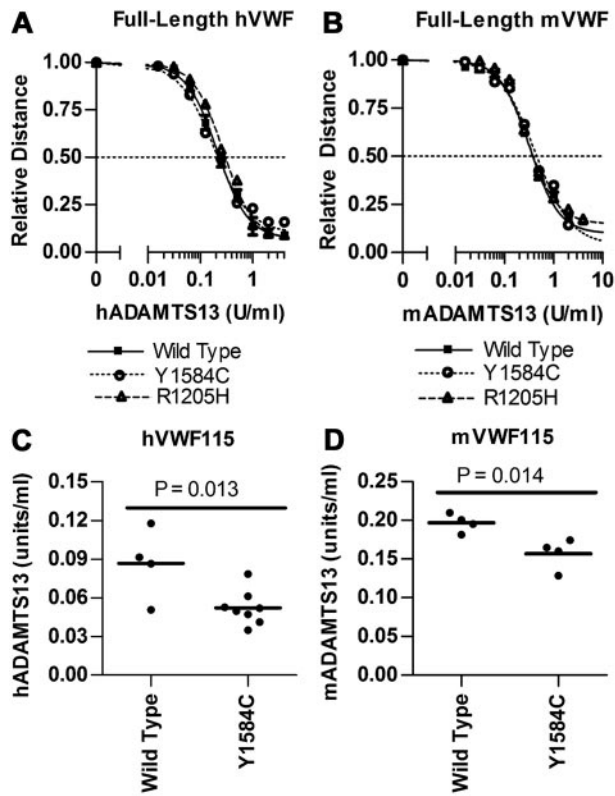 A Full-Length hVWF
Relative Distance
1.00
0.75
0.50
0.25
0.00
0 0.01 0.1 1
hADAMTS13 (U/ml)
Wild Type
Y1584C
R1205H
B Full-Length mVWF
Relative Distance
1.00
0.75
0.50
0.25
0.00
0 0.01 0.1 1 10
mADAMTS13 (U/ml)
Wild Type
Y1584C
R1205H
C hVWF115
hADAMTS13 (units/ml)
0.15
0.12
0.09
0.06
0.03
0.00
P = 0.013
Wild Type
Y1584C
D mVWF115
mADAMTS13 (units/ml)
0.25
0.20
0.15
0.10
0.05
0.00
P = 0.014
Wild Type
Y1584C